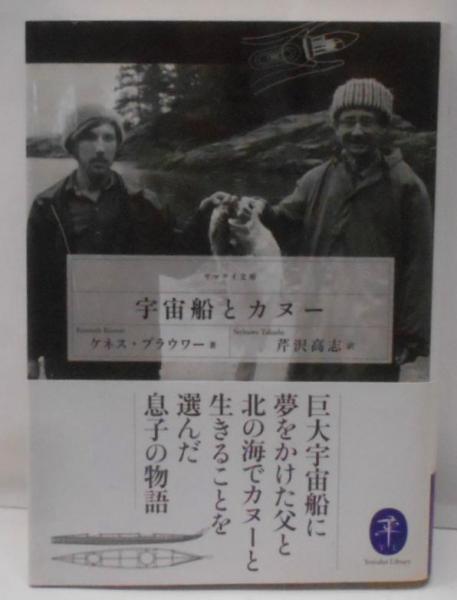 ヤマケイ文庫
宇宙船とカヌー
Kenneth Brower
ケネス・ブラウワー 著
Serizawa Takashi
芹沢高志 訳
巨大宇宙船に
夢をかけた父と
北の海でカヌーと
生きることを
選んだ
息子の物語
Yamakei Library